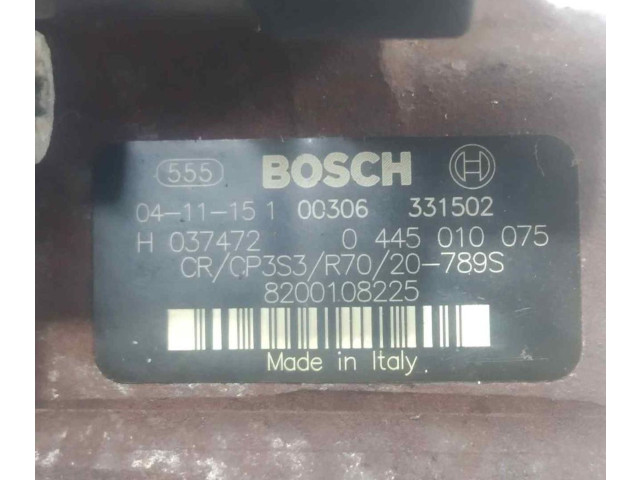 555 BOSCH H
04-11-15 1 00306 331502
H 037472 0 445 010 075
CR/CP3S3/R70/20-789S
8200108225
Made in Italy.